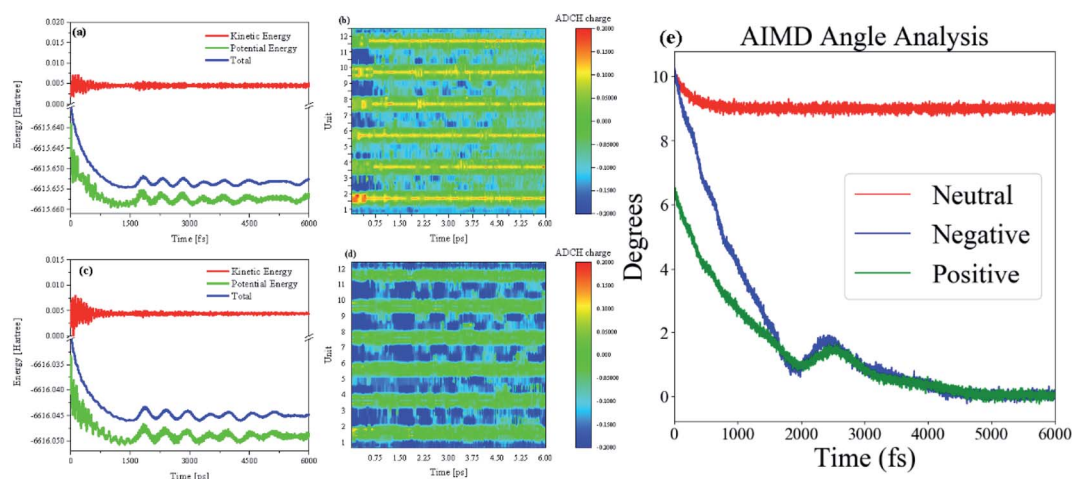 (a)
Kinetic Energy
Potential Energy
Total
Energy [Hartree]
0.020
0.015
0.010
0.005
0.000
-6615.640
-6615.645
-6615.650
-6615.655
-6615.660
0 1500 3000 4500 6000
Time [fs]
(b)
ADCH charge
Unit
12
11
10
9
8
7
6
5
4
3
2
1
0.75 1.50 2.25 3.00 3.75 4.50 5.25 6.00
Time [ps]
0.2000
0.1500
0.1000
0.05000
0.000
-0.05000
-0.1000
-0.1500
-0.2000
(c)
Kinetic Energy
Potential Energy
Total
Energy [Hartree]
0.015
0.010
0.005
0.000
-6616.035
-6616.040
-6616.045
-6616.050
0 1500 3000 4500 6000
Time [fs]
(d)
ADCH charge
Unit
12
11
10
9
8
7
6
5
4
3
2
1
0.75 1.50 2.25 3.00 3.75 4.50 5.25 6.00
Time [ps]
0.2000
0.1500
0.1000
0.05000
0.000
-0.05000
-0.1000
-0.1500
-0.2000
(e)
AIMD Angle Analysis
Degrees
10
8
6
4
2
0
Neutral
Negative
Positive
0 1000 2000 3000 4000 5000 6000
Time (fs)